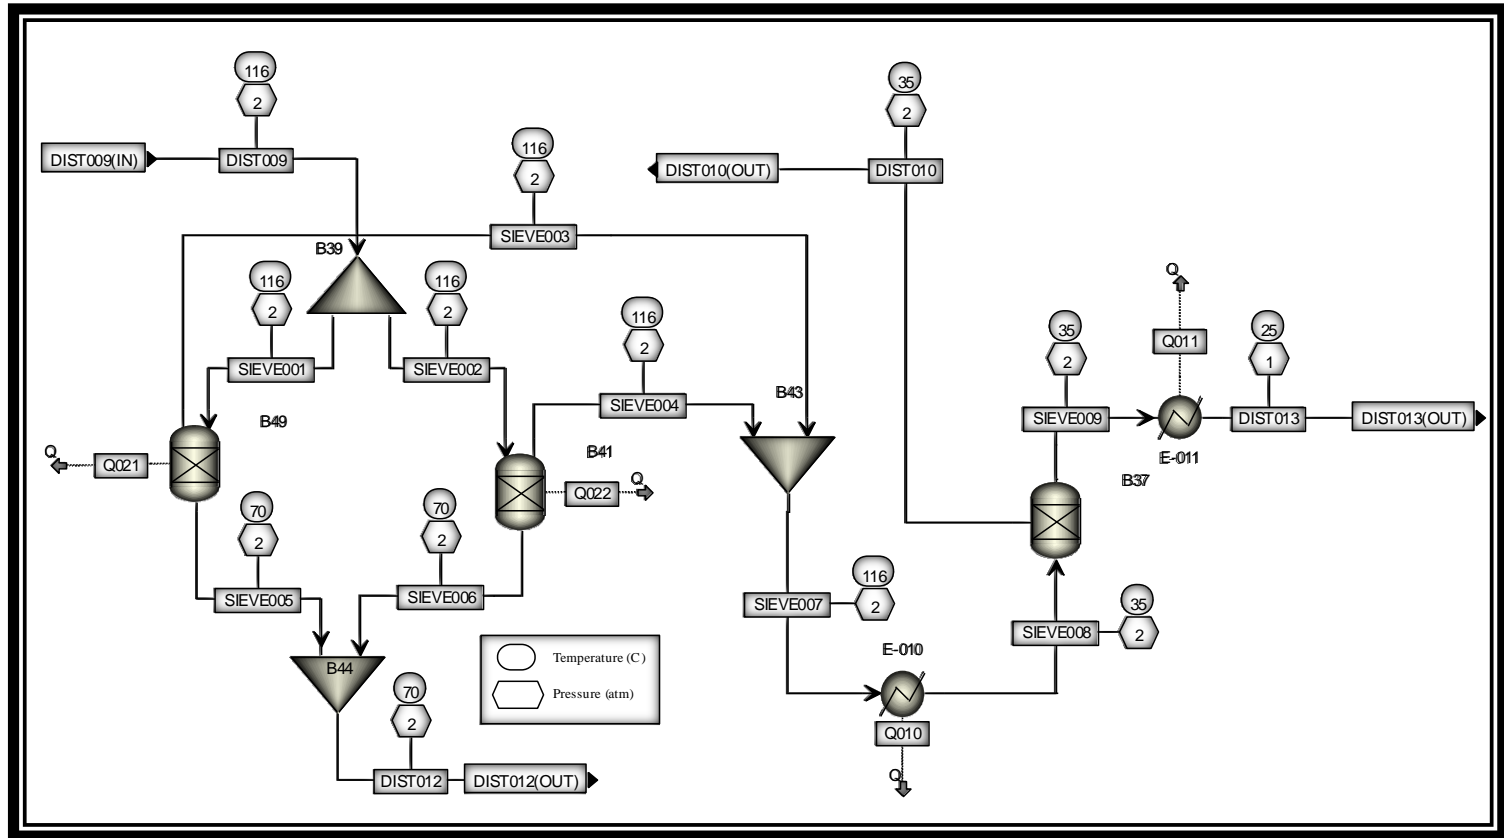 116
2
DIST009(IN)
DIST009
116
2
SIEVE003
35
2
DIST010(OUT)
DIST010
B39
116
2
SIEVE001
116
2
SIEVE002
116
2
SIEVE004
B43
B49
B41
Q
Q021
Q022
Q
Q
Q011
35
2
SIEVE009
25
1
DIST013
DIST013(OUT)
E-011
B37
70
2
SIEVE005
70
2
SIEVE006
SIEVE007
116
2
SIEVE008
35
2
E-010
Q010
Q
B44
Temperature (C)
Pressure (atm)
70
2
DIST012
DIST012(OUT)